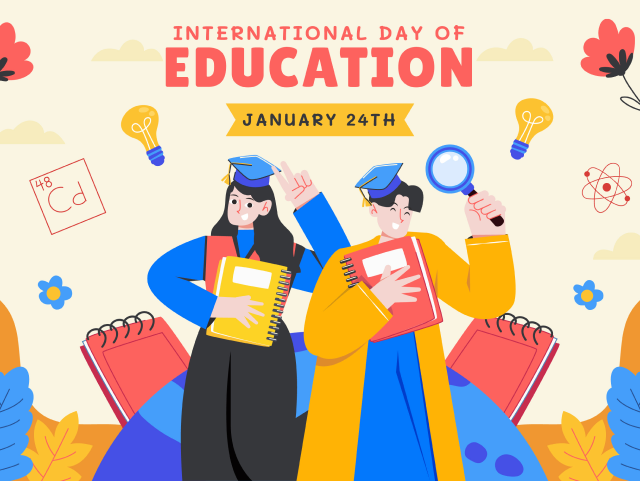 INTERNATIONAL DAY OF
EDUCATION
JANUARY 24TH
48
Cd